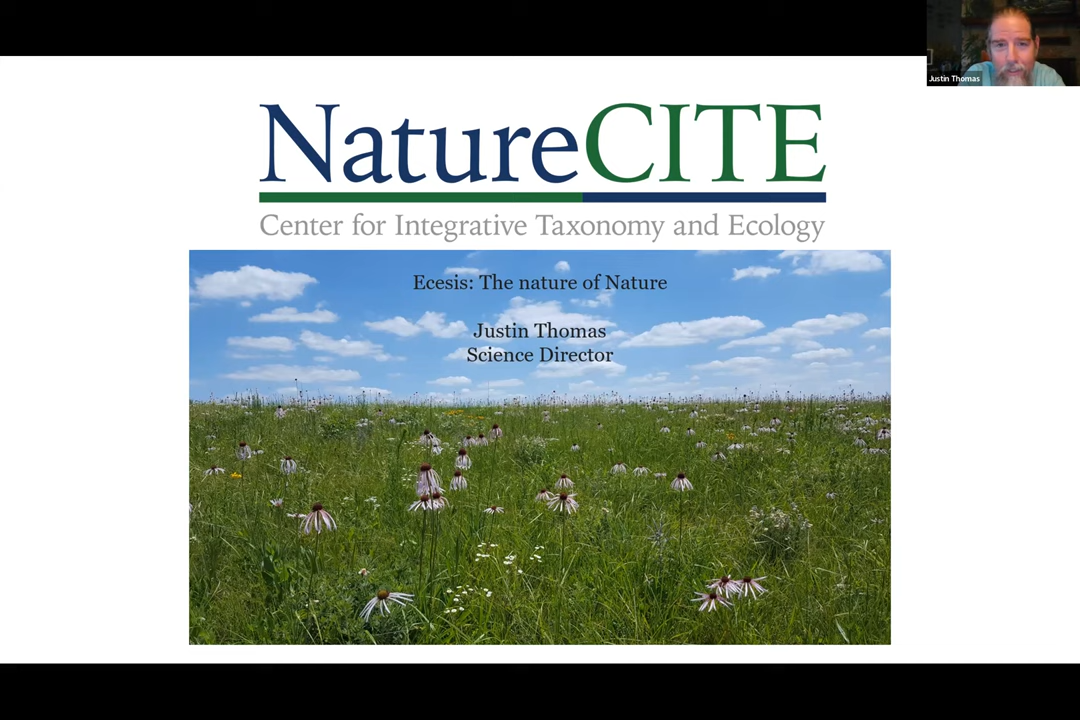 NatureCITE
Center for Integrative Taxonomy and Ecology
Ecesis: The nature of Nature
Justin Thomas
Science Director
Justin Thomas